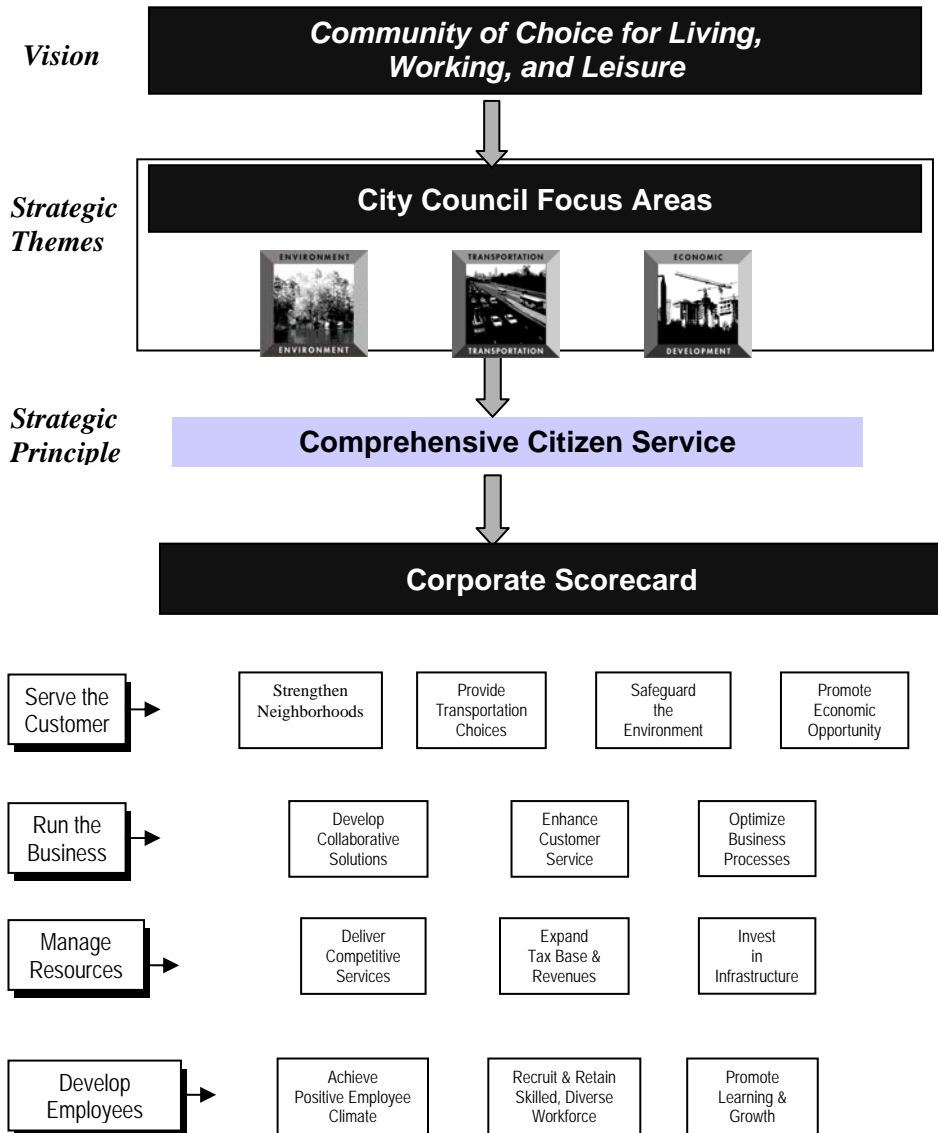 Vision
Community of Choice for Living,
Working, and Leisure
Strategic
Themes
City Council Focus Areas
ENVIRONMENT
ENVIRONMENT
TRANSPORTATION
TRANSPORTATION
ECONOMIC
DEVELOPMENT
Strategic
Principle
Comprehensive Citizen Service
Corporate Scorecard
Serve the
Customer
Strengthen
Neighborhoods
Provide
Transportation
Choices
Safeguard
the
Environment
Promote
Economic
Opportunity
Run the
Business
Develop
Collaborative
Solutions
Enhance
Customer
Service
Optimize
Business
Processes
Manage
Resources
Deliver
Competitive
Services
Expand
Tax Base &
Revenues
Invest
in
Infrastructure
Develop
Employees
Achieve
Positive Employee
Climate
Recruit & Retain
Skilled, Diverse
Workforce
Promote
Learning &
Growth